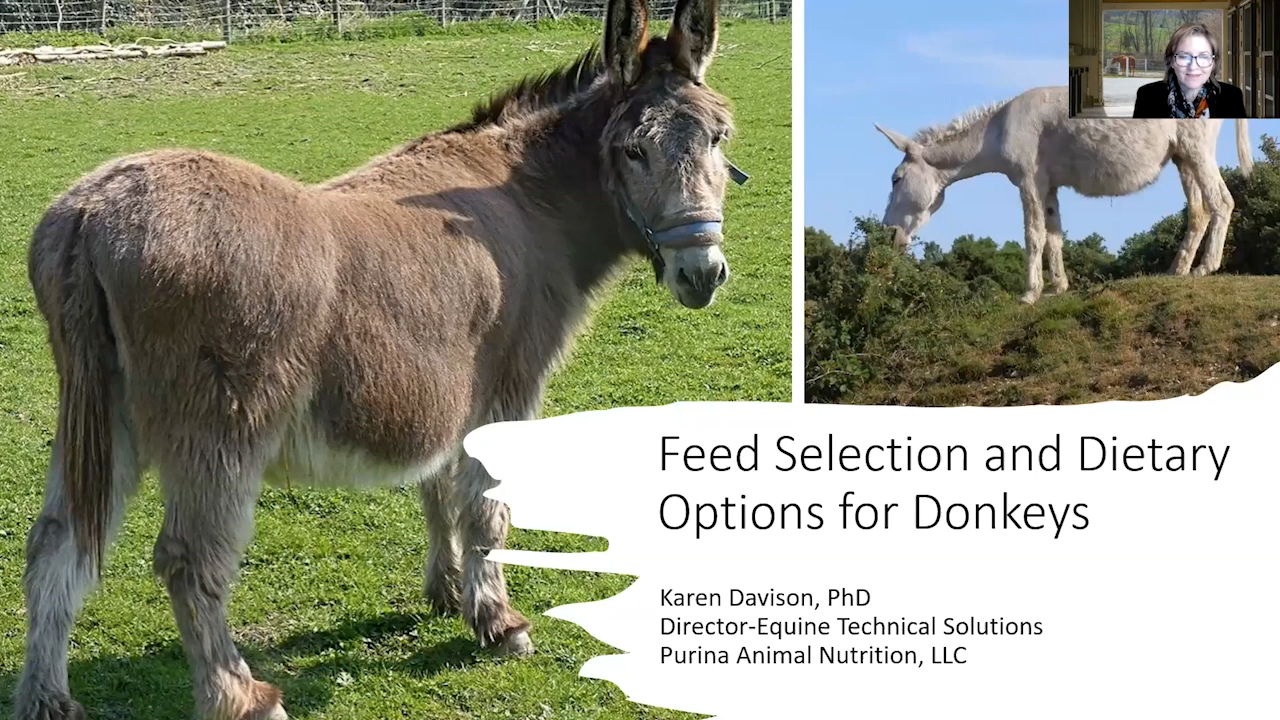 Feed Selection and Dietary
Options for Donkeys
Karen Davison, PhD
Director-Equine Technical Solutions
Purina Animal Nutrition, LLC